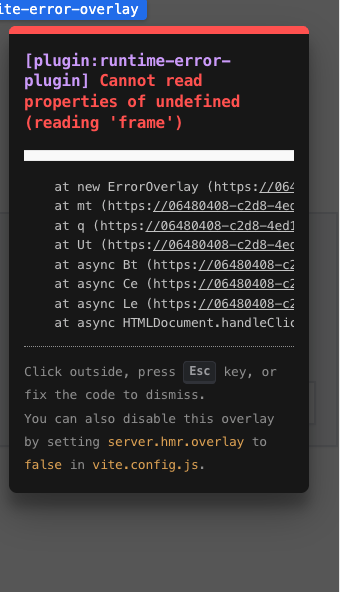 ite-error-overlay
[plugin:runtime-error-
plugin] Cannot read
properties of undefined
(reading 'frame')
at new ErrorOverlay (https://064
at mt (https://06480408-c2d8-4ed
at q (https://06480408-c2d8-4ed1
at Ut (https://06480408-c2d8-4ed
at async Bt (https://06480408-c2
at async Ce (https://06480408-c2
at async Le (https://06480408-c2
at async HTMLDocument.handleClic
Click outside, press Esc key, or
fix the code to dismiss.
You can also disable this overlay
by setting server.hmr.overlay to
false in vite.config.js.